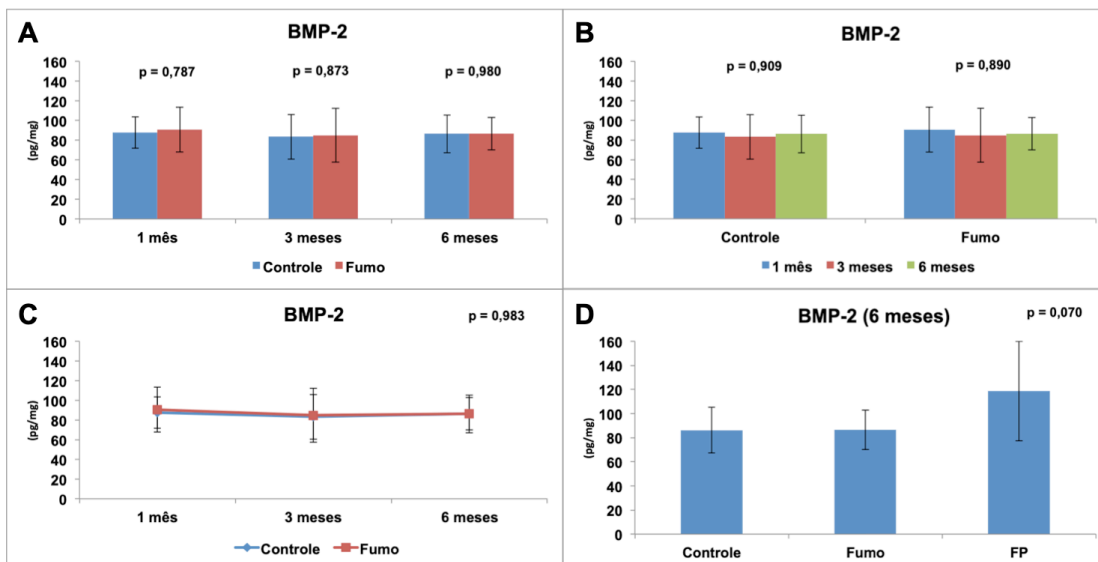 A
BMP-2
p = 0,787
p = 0,873
p = 0,980
160
140
120
100
80
60
40
20
0
(pg/mg)
1 mês
3 meses
6 meses
Controle
Fumo
B
BMP-2
p = 0,909
p = 0,890
160
140
120
100
80
60
40
20
0
(pg/mg)
Controle
Fumo
1 mês
3 meses
6 meses
C
BMP-2
p = 0,983
160
140
120
100
80
60
40
20
0
(pg/mg)
1 mês
3 meses
6 meses
Controle
Fumo
D
BMP-2 (6 meses)
p = 0,070
160
140
120
100
80
60
40
20
0
(pg/mg)
Controle
Fumo
FP